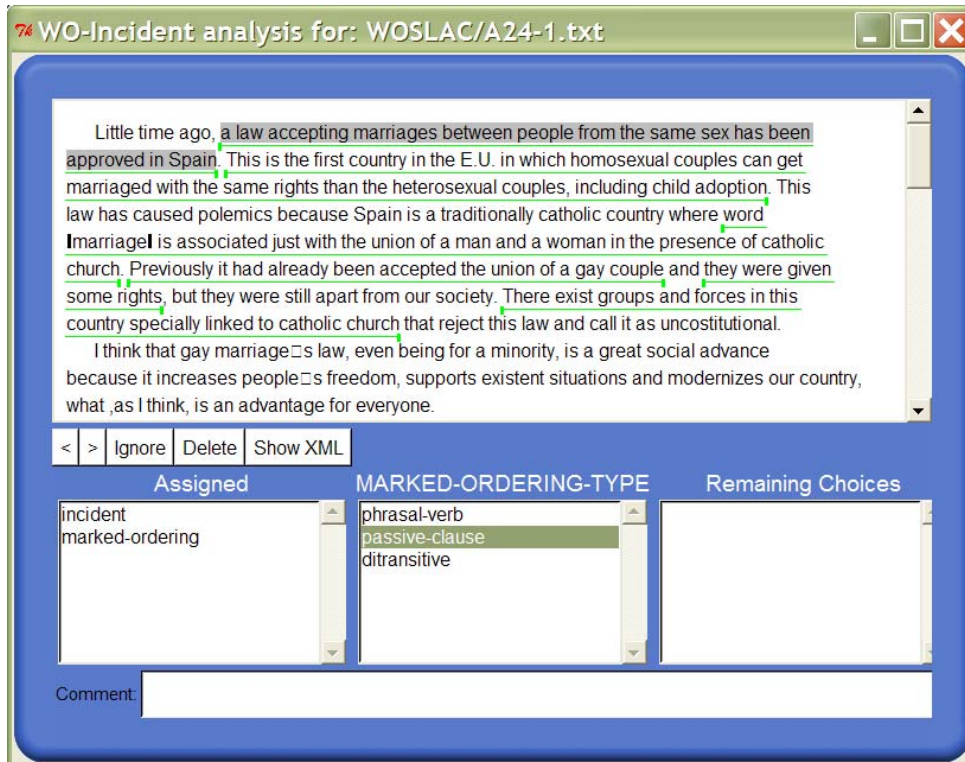 WO-Incident analysis for: WOSLAC/A24-1.txt
Little time ago, a law accepting marriages between people from the same sex has been
approved in Spain. This is the first country in the E.U. in which homosexual couples can get
marriaged with the same rights than the heterosexual couples, including child adoption. This
law has caused polemics because Spain is a traditionally catholic country where word
ImarriageI is associated just with the union of a man and a woman in the presence of catholic
church. Previously it had already been accepted the union of a gay couple and they were given
some rights, but they were still apart from our society. There exist groups and forces in this
country specially linked to catholic church that reject this law and call it as uncostitutional.
I think that gay marriage□s law, even being for a minority, is a great social advance
because it increases people□s freedom, supports existent situations and modernizes our country,
what ,as I think, is an advantage for everyone.
< > Ignore Delete Show XML
Assigned MARKED-ORDERING-TYPE Remaining Choices
incident phrasal-verb
marked-ordering passive-clause
ditransitive
Comment: